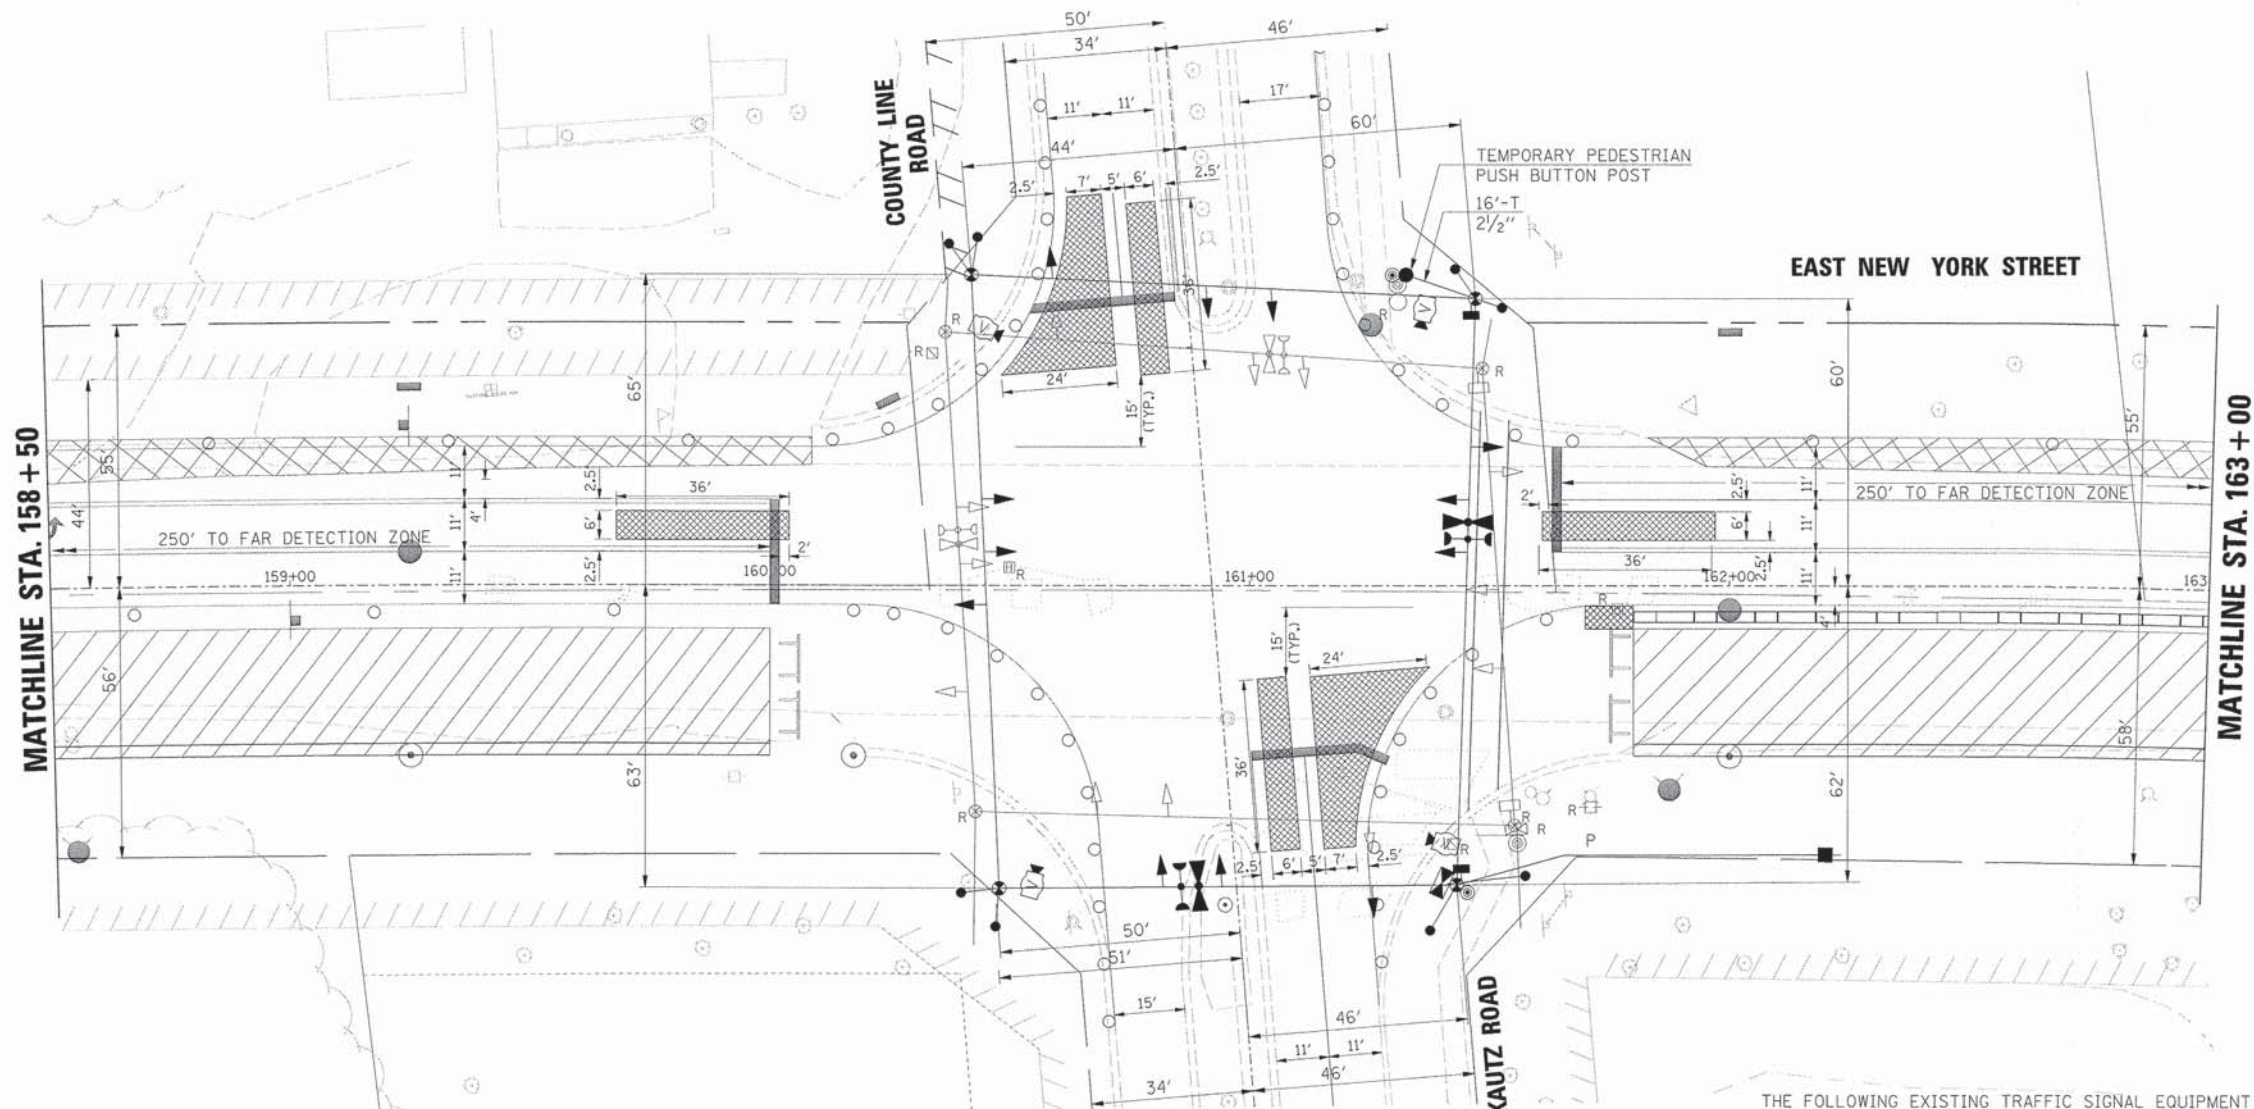 50'
34'
46'
COUNTY LINE
ROAD
11'
11'
17'
44'
60'
TEMPORARY PEDESTRIAN
PUSH BUTTON POST
16'-T
2½"
2.5'
7'
5'
6'
2.5'
36'
EAST NEW YORK STREET
R
V
R
V
R
R
24'
15'
(TYP.)
65'
60'
55'
55'
44'
MATCHLINE STA. 158+50
MATCHLINE STA. 163+00
11'
4'
11'
11'
2.5'
6'
2.5'
36'
2'
250' TO FAR DETECTION ZONE
159+00
160+00
R
161+00
2'
250' TO FAR DETECTION ZONE
2.5'
6'
2.5'
11'
11'
11'
4'
36'
162+00
163
R
15'
(TYP.)
24'
36'
56'
63'
58'
62'
R
R
R
R
R
P
V
2.5'
6'
5'
7'
2.5'
50'
51'
15'
46'
11'
11'
34'
46'
KAUTZ ROAD
THE FOLLOWING EXISTING TRAFFIC SIGNAL EQUIPMENT